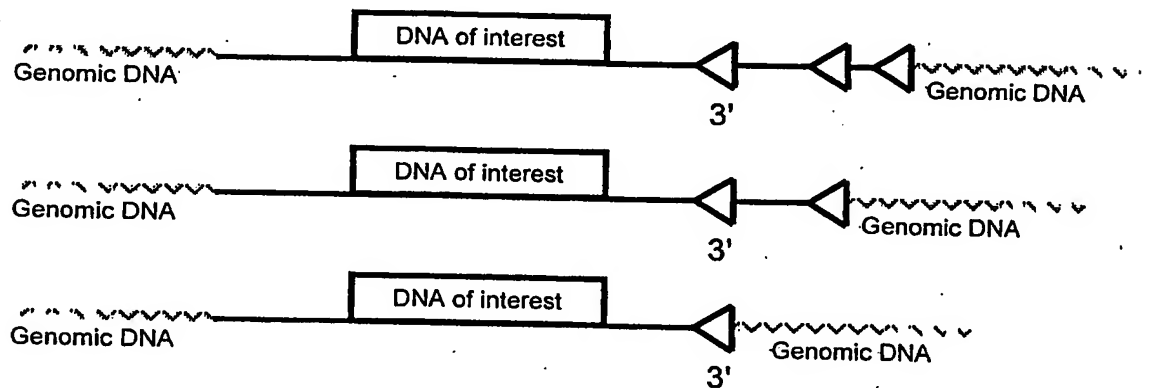 DNA of interest
Genomic DNA
Genomic DNA
3'
DNA of interest
Genomic DNA
Genomic DNA
3'
DNA of interest
Genomic DNA
Genomic DNA
3'